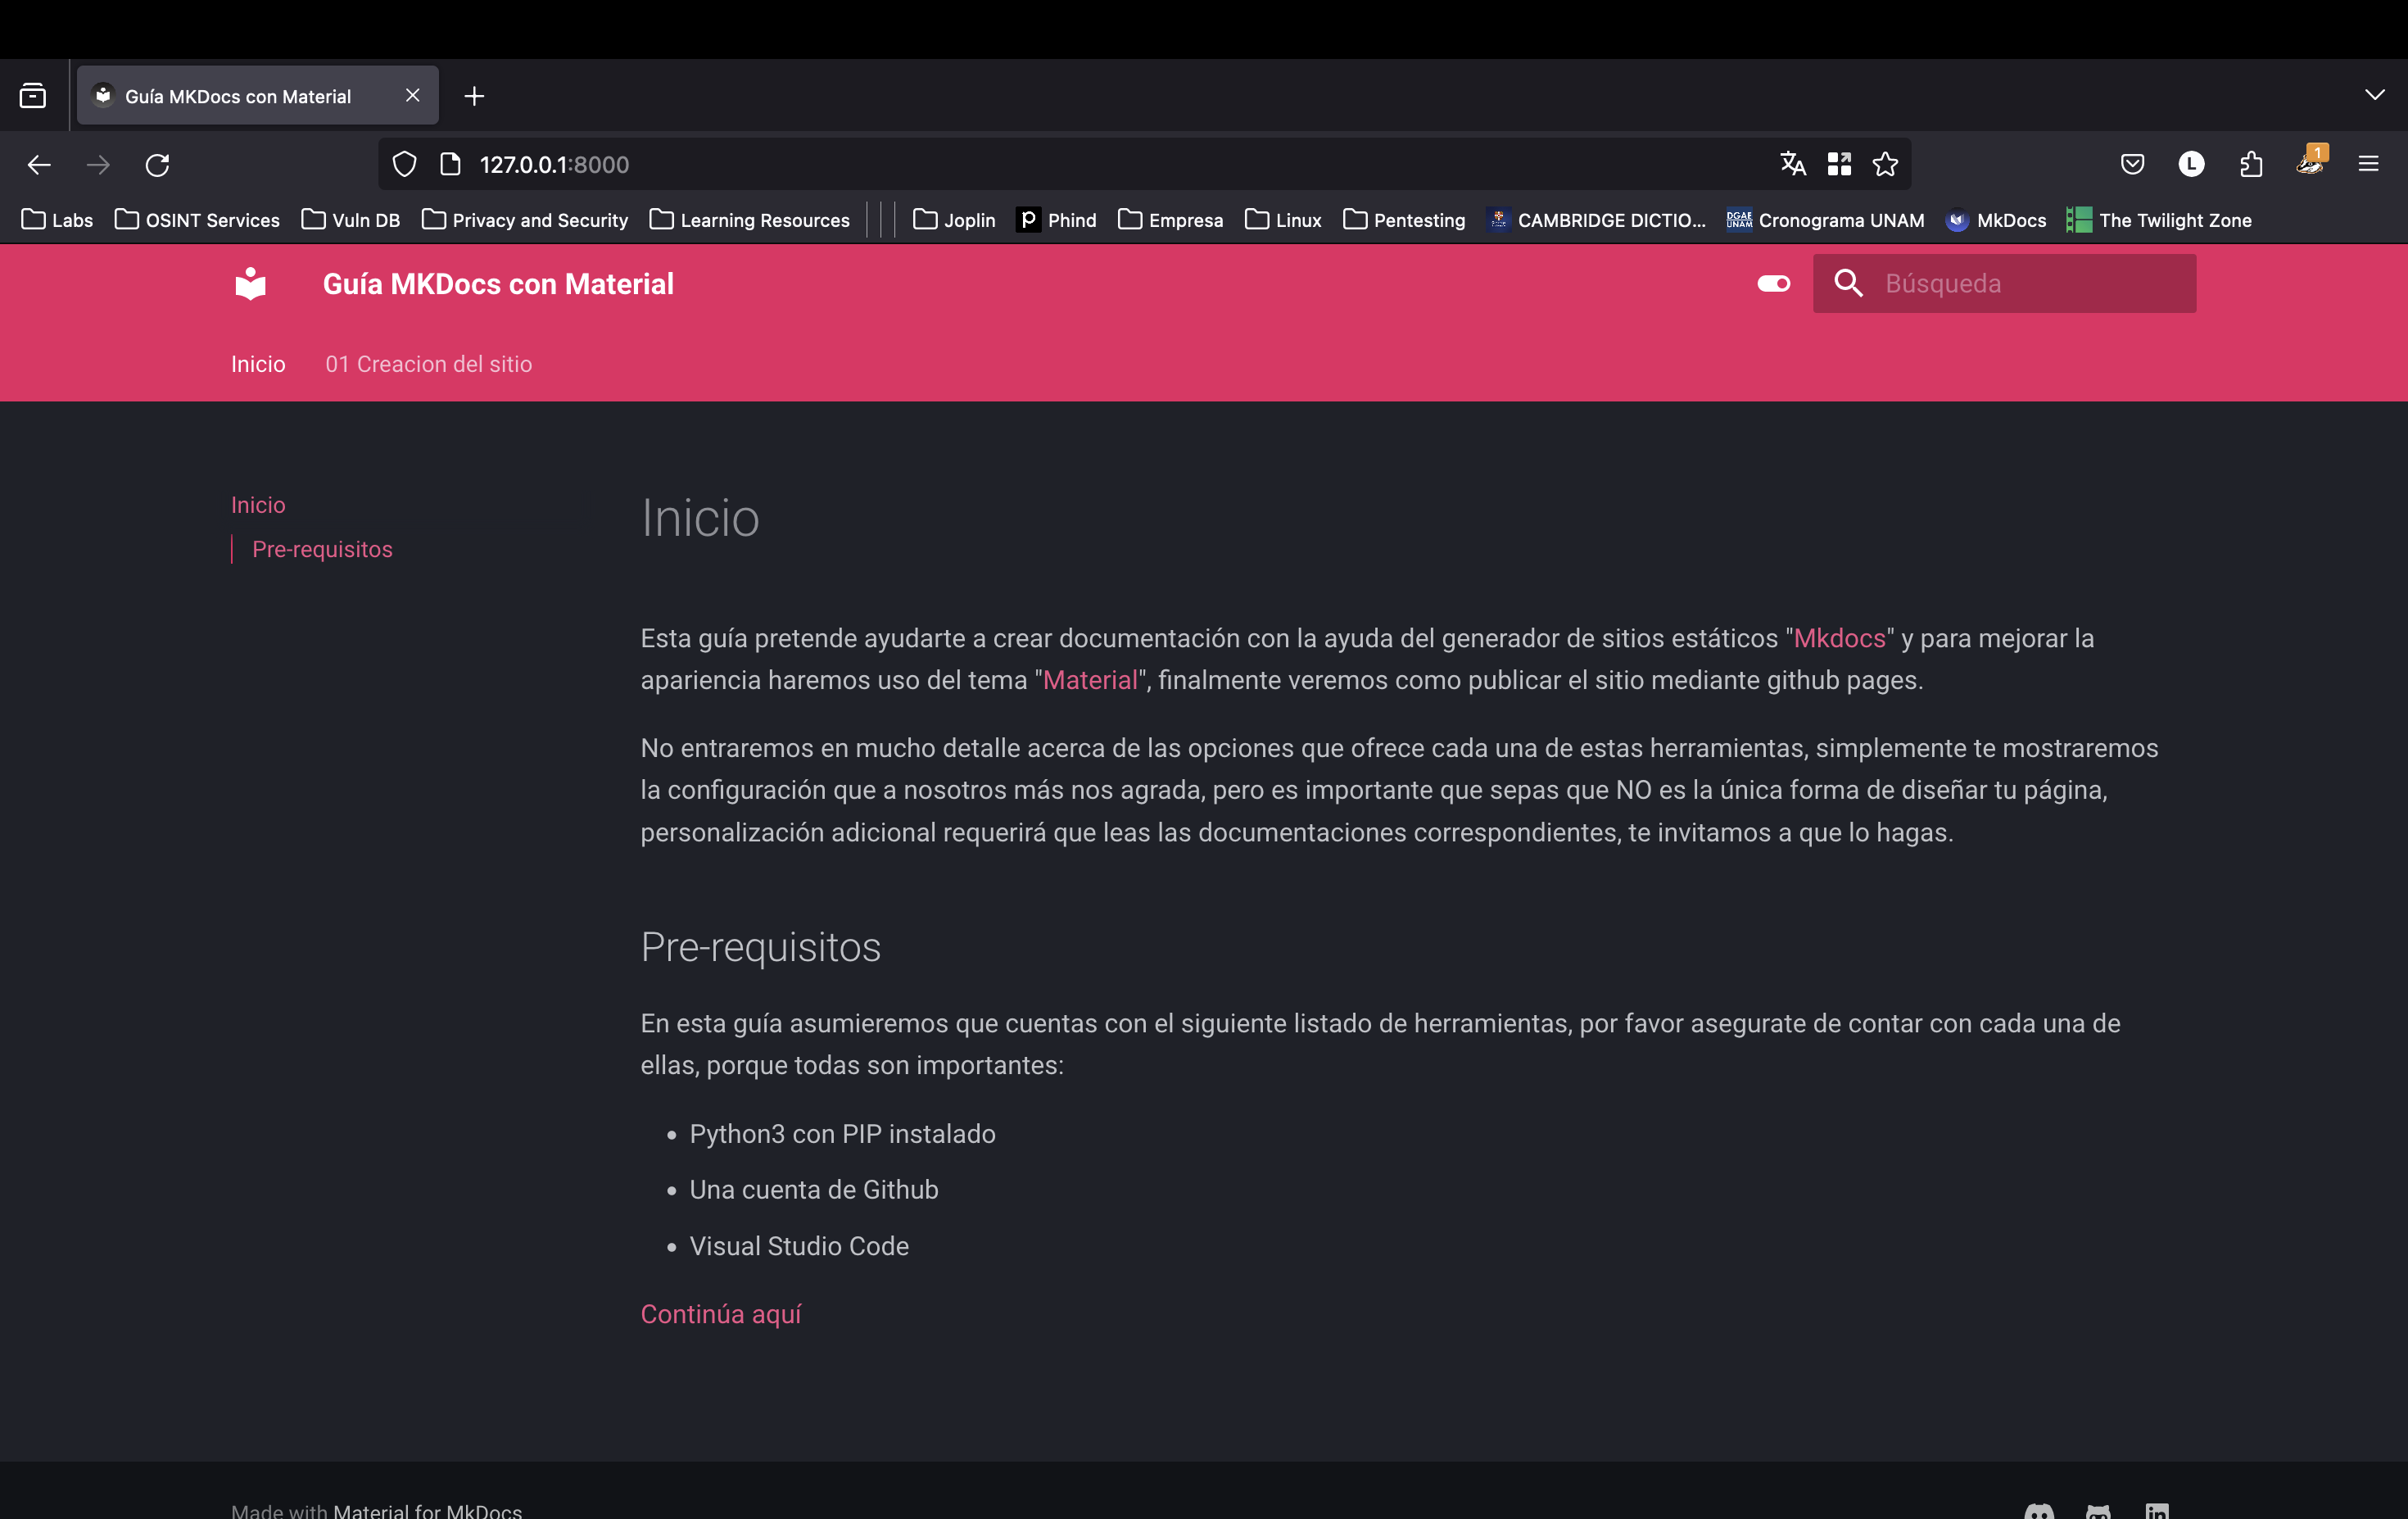 Guía MKDocs con Material
127.0.0.1:8000
L
1
Labs OSINT Services Vuln DB Privacy and Security Learning Resources Joplin Phind Empresa Linux Pentesting CAMBRIDGE DICTIO... DGAE UNAM Cronograma UNAM MkDocs The Twilight Zone
Guía MKDocs con Material
Búsqueda
Inicio 01 Creacion del sitio
Inicio
Pre-requisitos
Inicio
Esta guía pretende ayudarte a crear documentación con la ayuda del generador de sitios estáticos "Mkdocs" y para mejorar la
apariencia haremos uso del tema "Material", finalmente veremos como publicar el sitio mediante github pages.
No entraremos en mucho detalle acerca de las opciones que ofrece cada una de estas herramientas, simplemente te mostraremos
la configuración que a nosotros más nos agrada, pero es importante que sepas que NO es la única forma de diseñar tu página,
personalización adicional requerirá que leas las documentaciones correspondientes, te invitamos a que lo hagas.
Pre-requisitos
En esta guía asumieremos que cuentas con el siguiente listado de herramientas, por favor asegurate de contar con cada una de
ellas, porque todas son importantes:
• Python3 con PIP instalado
• Una cuenta de Github
• Visual Studio Code
Continúa aquí
Made with Material for MkDocs